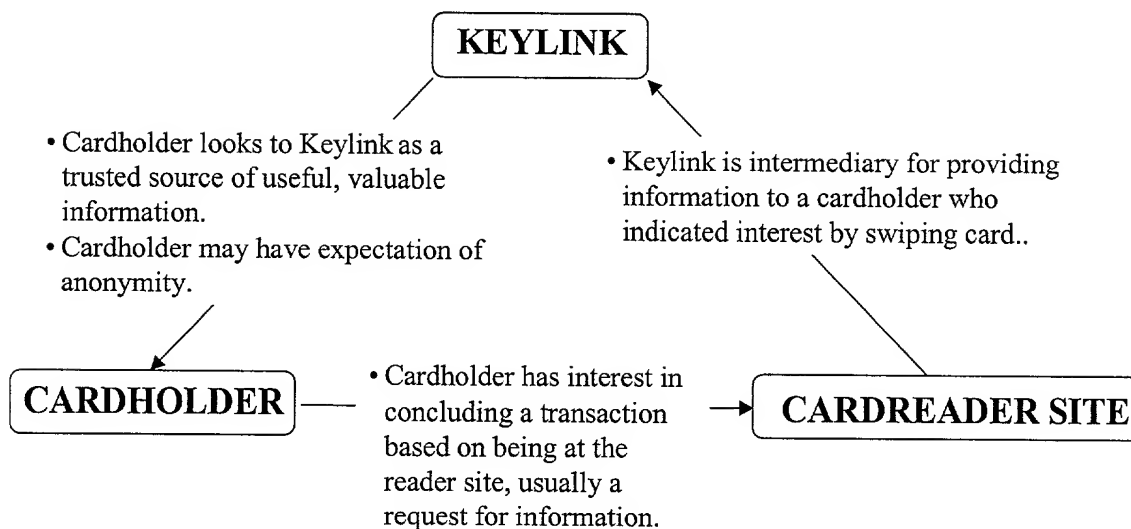 KEYLINK
• Cardholder looks to Keylink as a
trusted source of useful, valuable
information.
• Cardholder may have expectation of
anonymity.
• Keylink is intermediary for providing
information to a cardholder who
indicated interest by swiping card..
CARDHOLDER
• Cardholder has interest in
concluding a transaction
based on being at the
reader site, usually a
request for information.
CARDREADER SITE